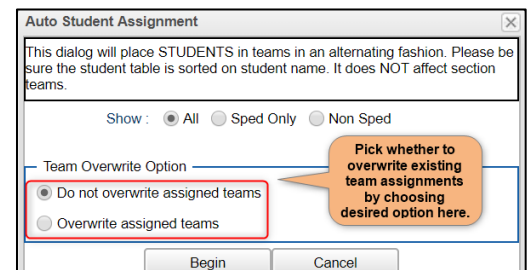 Auto Student Assignment
This dialog will place STUDENTS in teams in an alternating fashion. Please be
sure the student table is sorted on student name. It does NOT affect section
teams.
Show : All Sped Only Non Sped
Team Overwrite Option
Do not overwrite assigned teams
Overwrite assigned teams
Pick whether to
overwrite existing
team assignments
by choosing
desired option here.
Begin Cancel